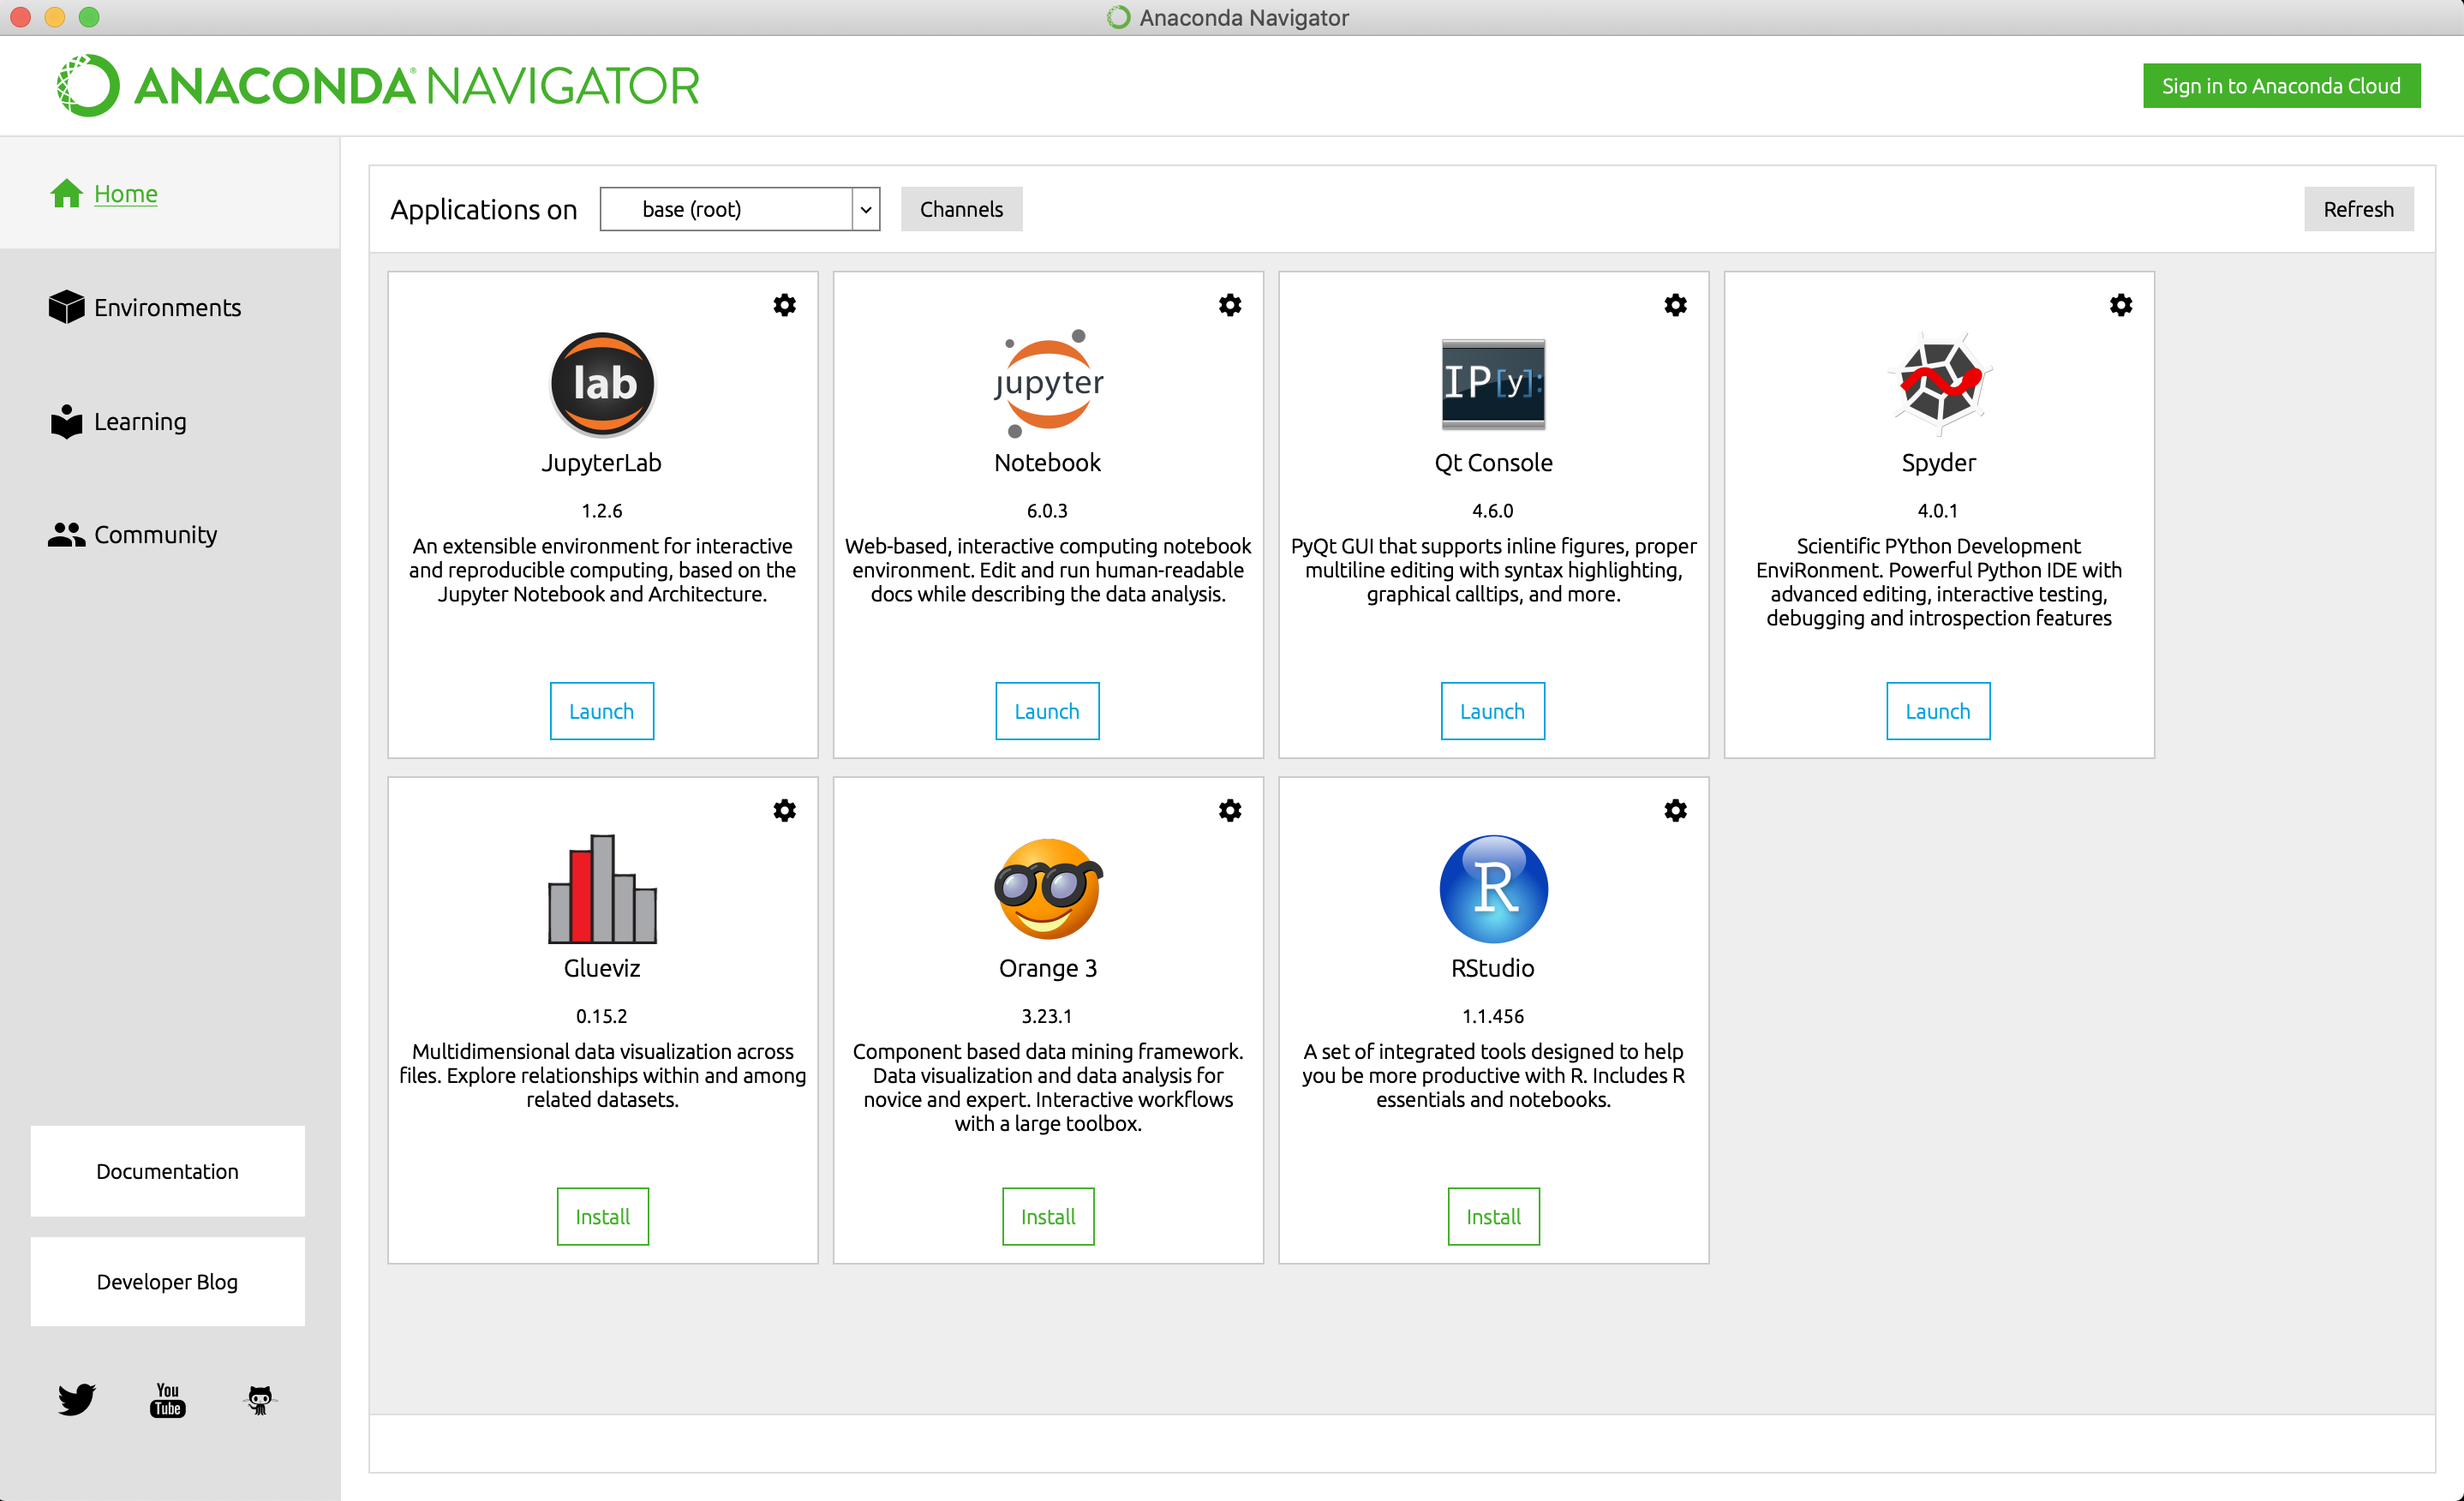 Anaconda Navigator
ANACONDA NAVIGATOR
Sign in to Anaconda Cloud
Home
Environments
Learning
Community
Documentation
Developer Blog
You
Tube
Applications on
base (root)
Channels
Refresh
lab
JupyterLab
1.2.6
An extensible environment for interactive
and reproducible computing, based on the
Jupyter Notebook and Architecture.
Launch
jupyter
Notebook
6.0.3
Web-based, interactive computing notebook
environment. Edit and run human-readable
docs while describing the data analysis.
Launch
IP[y]:
Qt Console
4.6.0
PyQt GUI that supports inline figures, proper
multiline editing with syntax highlighting,
graphical calltips, and more.
Launch
Spyder
4.0.1
Scientific PYthon Development
EnviRonment. Powerful Python IDE with
advanced editing, interactive testing,
debugging and introspection features
Launch
Glueviz
0.15.2
Multidimensional data visualization across
files. Explore relationships within and among
related datasets.
Install
Orange 3
3.23.1
Component based data mining framework.
Data visualization and data analysis for
novice and expert. Interactive workflows
with a large toolbox.
Install
R
RStudio
1.1.456
A set of integrated tools designed to help
you be more productive with R. Includes R
essentials and notebooks.
Install